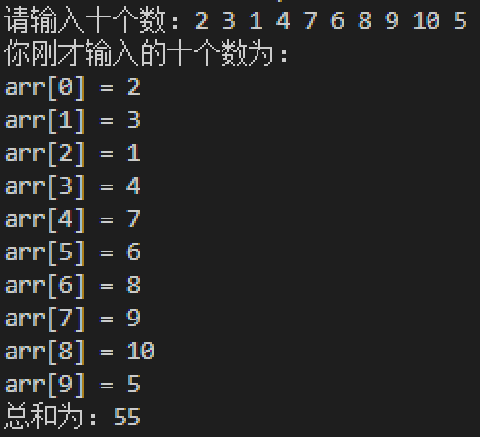 请输入十个数：2 3 1 4 7 6 8 9 10 5
你刚才输入的十个数为：
arr[0] = 2
arr[1] = 3
arr[2] = 1
arr[3] = 4
arr[4] = 7
arr[5] = 6
arr[6] = 8
arr[7] = 9
arr[8] = 10
arr[9] = 5
总和为：55